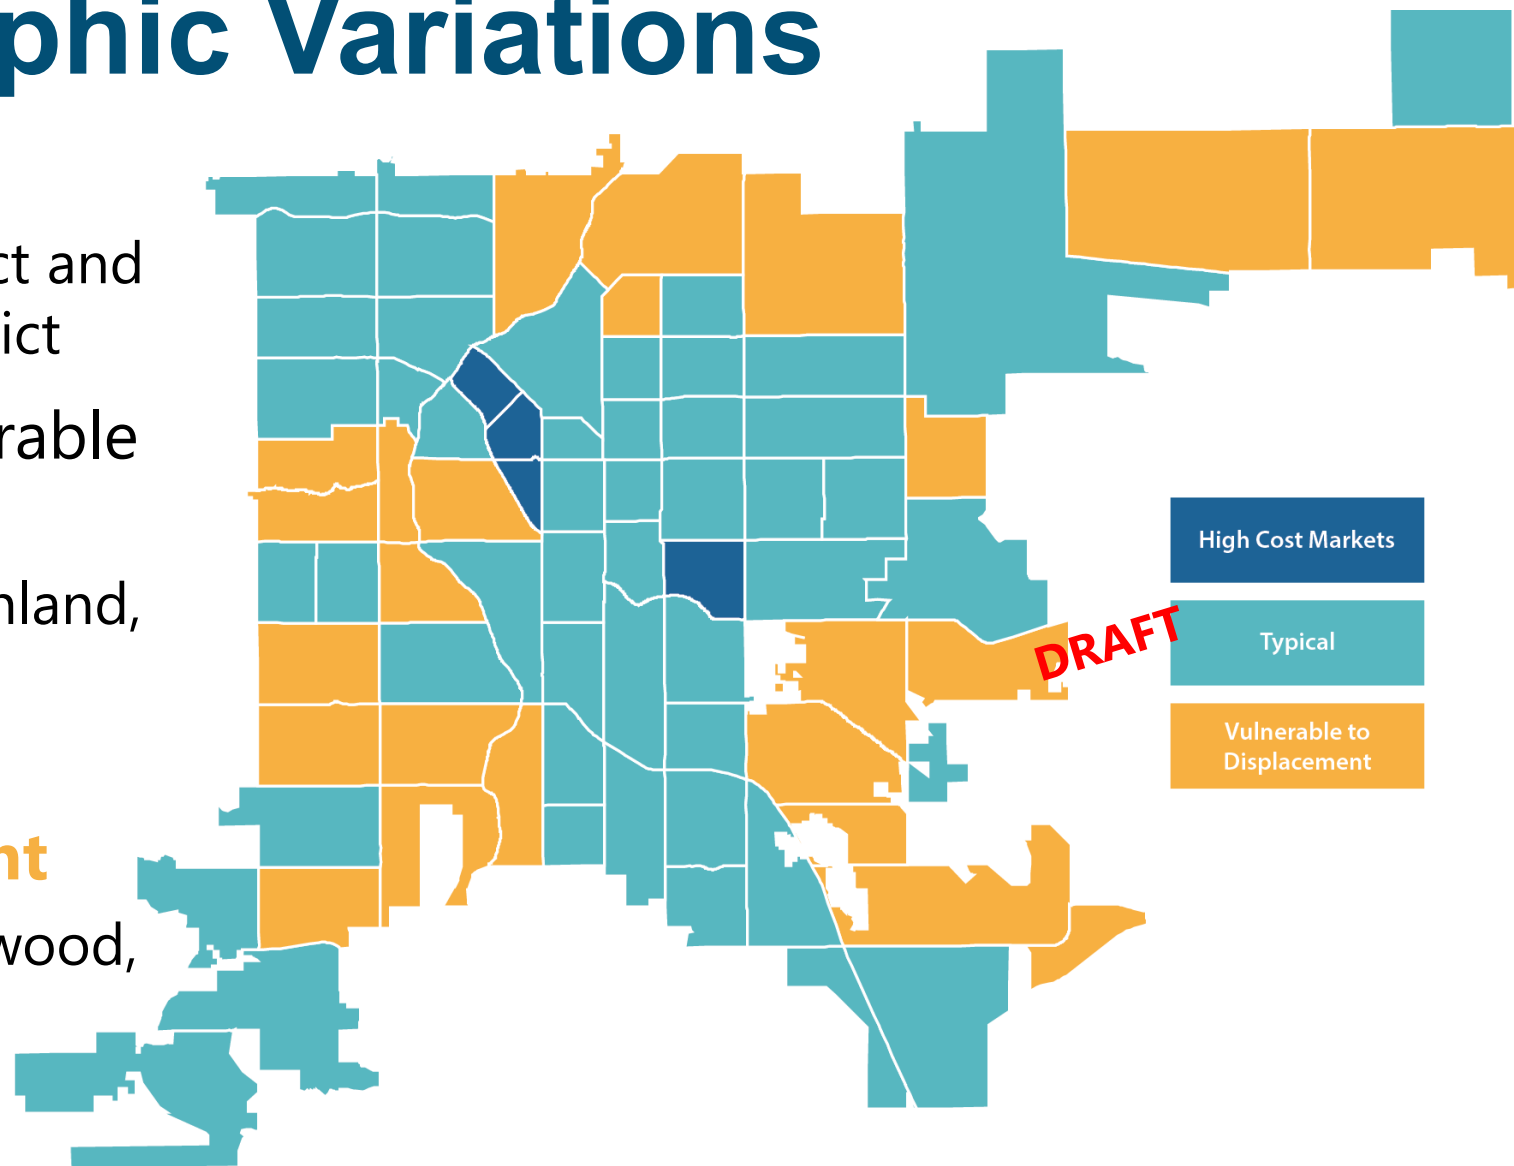 phic Variations
ct and
ict
rable
nland,
nt
wood,
High Cost Markets
Typical
Vulnerable to
Displacement
DRAFT